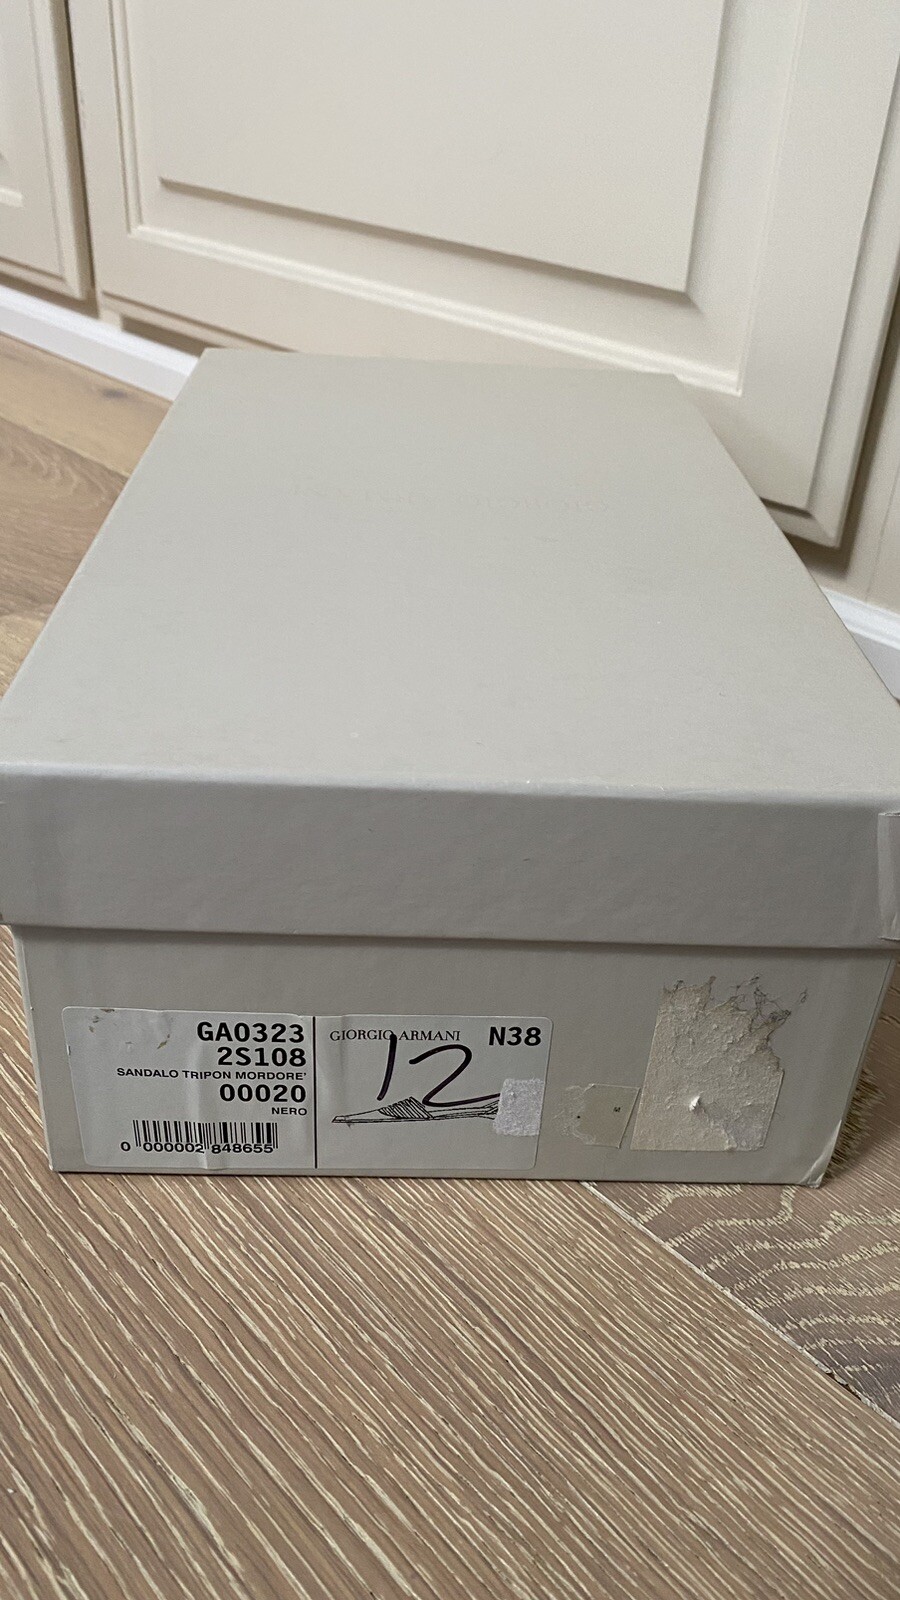 GA0323
2S108
SANDALO TRIPON MORDORE'
00020
NERO
0 000002 848655
GIORGIO ARMANI N38
12
M